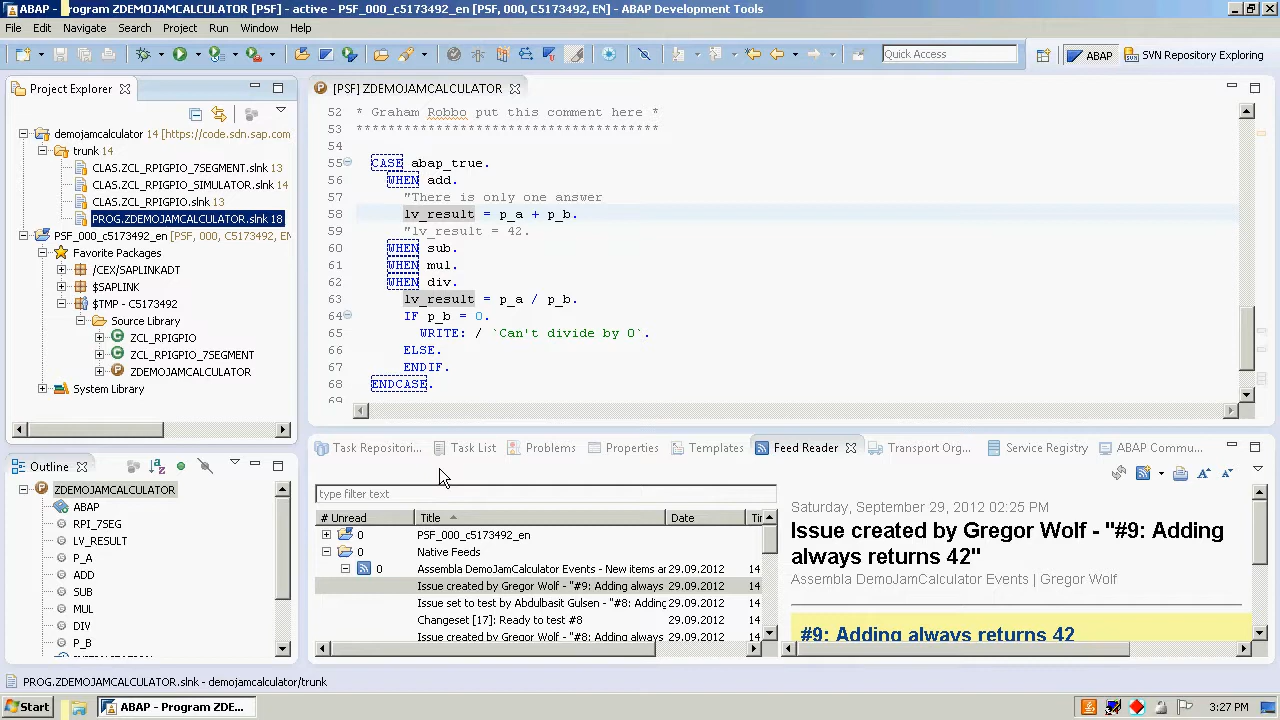 ABAP - Program ZDEMOJAMCALCULATOR [PSF] - active - PSF_000_c5173492_en [PSF, 000, C5173492, EN] - ABAP Development Tools
File Edit Navigate Search Project Run Window Help
Quick Access
ABAP
SVN Repository Exploring
Project Explorer
demojamcalculator 14 [https://code.sdn.sap.com
trunk 14
CLAS.ZCL_RPIGPIO_7SEGMENT.slnk 13
CLAS.ZCL_RPIGPIO_SIMULATOR.slnk 14
CLAS.ZCL_RPIGPIO.slnk 13
PROG.ZDEMOJAMCALCULATOR.slnk 18
PSF_000_c5173492_en [PSF, 000, C5173492, EN
Favorite Packages
/CEX/SAPLINKADT
$SAPLINK
$TMP - C5173492
Source Library
ZCL_RPIGPIO
ZCL_RPIGPIO_7SEGMENT
ZDEMOJAMCALCULATOR
System Library
[PSF] ZDEMOJAMCALCULATOR
52 * Graham Robbo put this comment here *
53 *************************************
54
55 CASE abap_true.
56 WHEN add.
57 "There is only one answer
58 lv_result = p_a + p_b.
59 "lv_result = 42.
60 WHEN sub.
61 WHEN mul.
62 WHEN div.
63 lv_result = p_a / p_b.
64 IF p_b = 0.
65 WRITE: / `Can't divide by 0`.
66 ELSE.
67 ENDIF.
68 ENDCASE.
69
Outline
ZDEMOJAMCALCULATOR
ABAP
RPI_7SEG
LV_RESULT
P_A
ADD
SUB
MUL
DIV
P_B
Task Repositori... Task List Problems Properties Templates Feed Reader Transport Org... Service Registry ABAP Commu...
type filter text
# Unread Title Date Tir
0 PSF_000_c5173492_en
0 Native Feeds
0 Assembla DemoJamCalculator Events - New items ar 29.09.2012 14
Issue created by Gregor Wolf - "#9: Adding always 29.09.2012 14
Issue set to test by Abdulbasit Gulsen - "#8: Adding 29.09.2012 14
Changeset [17]: Ready to test #8 29.09.2012 14
Issue created by Gregor Wolf - "#8: Adding always 29.09.2012 14
Saturday, September 29, 2012 02:25 PM
Issue created by Gregor Wolf - "#9: Adding
always returns 42"
Assembla DemoJamCalculator Events | Gregor Wolf
#9: Adding always returns 42
PROG.ZDEMOJAMCALCULATOR.slnk - demojamcalculator/trunk
Start
ABAP - Program ZDE...
3:27 PM